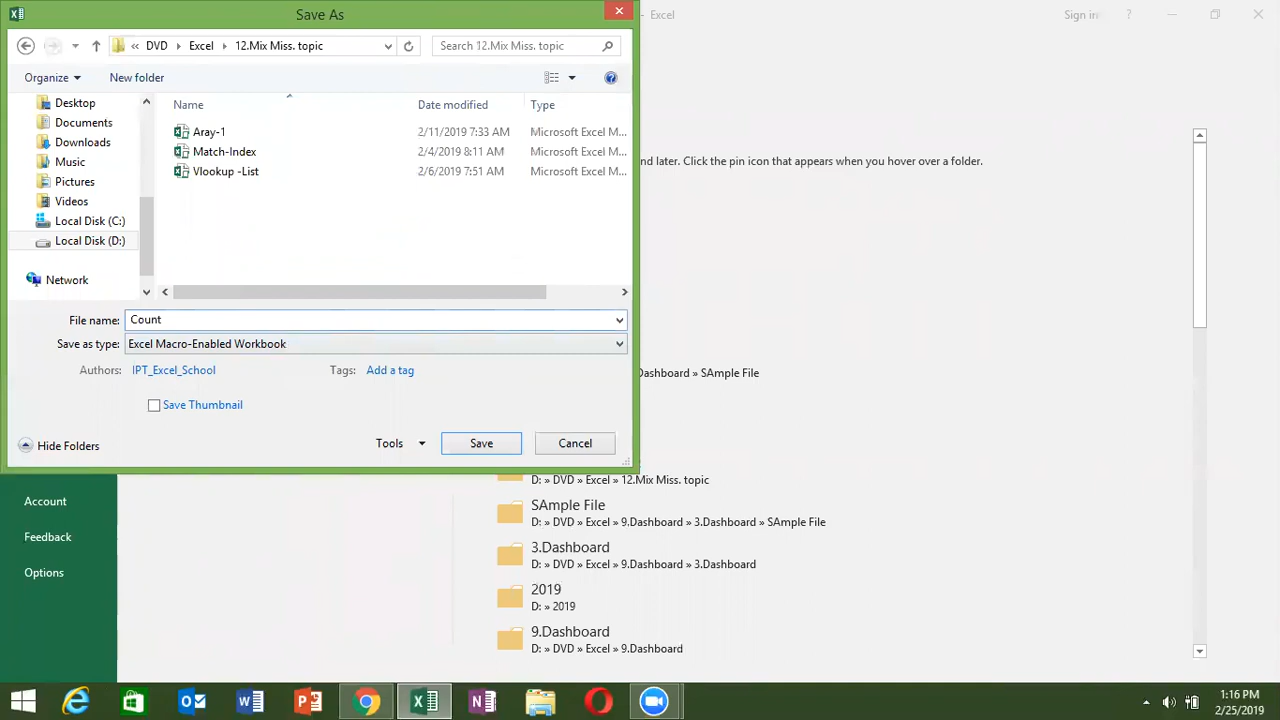 Save As
- Excel
Sign in
DVD
Excel
12.Mix Miss. topic
Search 12.Mix Miss. topic
Organize
New folder
Name
Date modified
Type
Desktop
Documents
Downloads
Music
Pictures
Videos
Local Disk (C:)
Local Disk (D:)
Network
Aray-1
2/11/2019 7:33 AM
Microsoft Excel M...
Match-Index
2/4/2019 8:11 AM
Microsoft Excel M...
Vlookup -List
2/6/2019 7:51 AM
Microsoft Excel M...
nd later. Click the pin icon that appears when you hover over a folder.
File name:
Count
Save as type:
Excel Macro-Enabled Workbook
Authors:
IPT_Excel_School
Tags:
Add a tag
Save Thumbnail
Hide Folders
Tools
Save
Cancel
Dashboard » SAmple File
D: » DVD » Excel » 12.Mix Miss. topic
SAmple File
D: » DVD » Excel » 9.Dashboard » 3.Dashboard » SAmple File
3.Dashboard
D: » DVD » Excel » 9.Dashboard » 3.Dashboard
2019
D: » 2019
9.Dashboard
D: » DVD » Excel » 9.Dashboard
Account
Feedback
Options
1:16 PM
2/25/2019